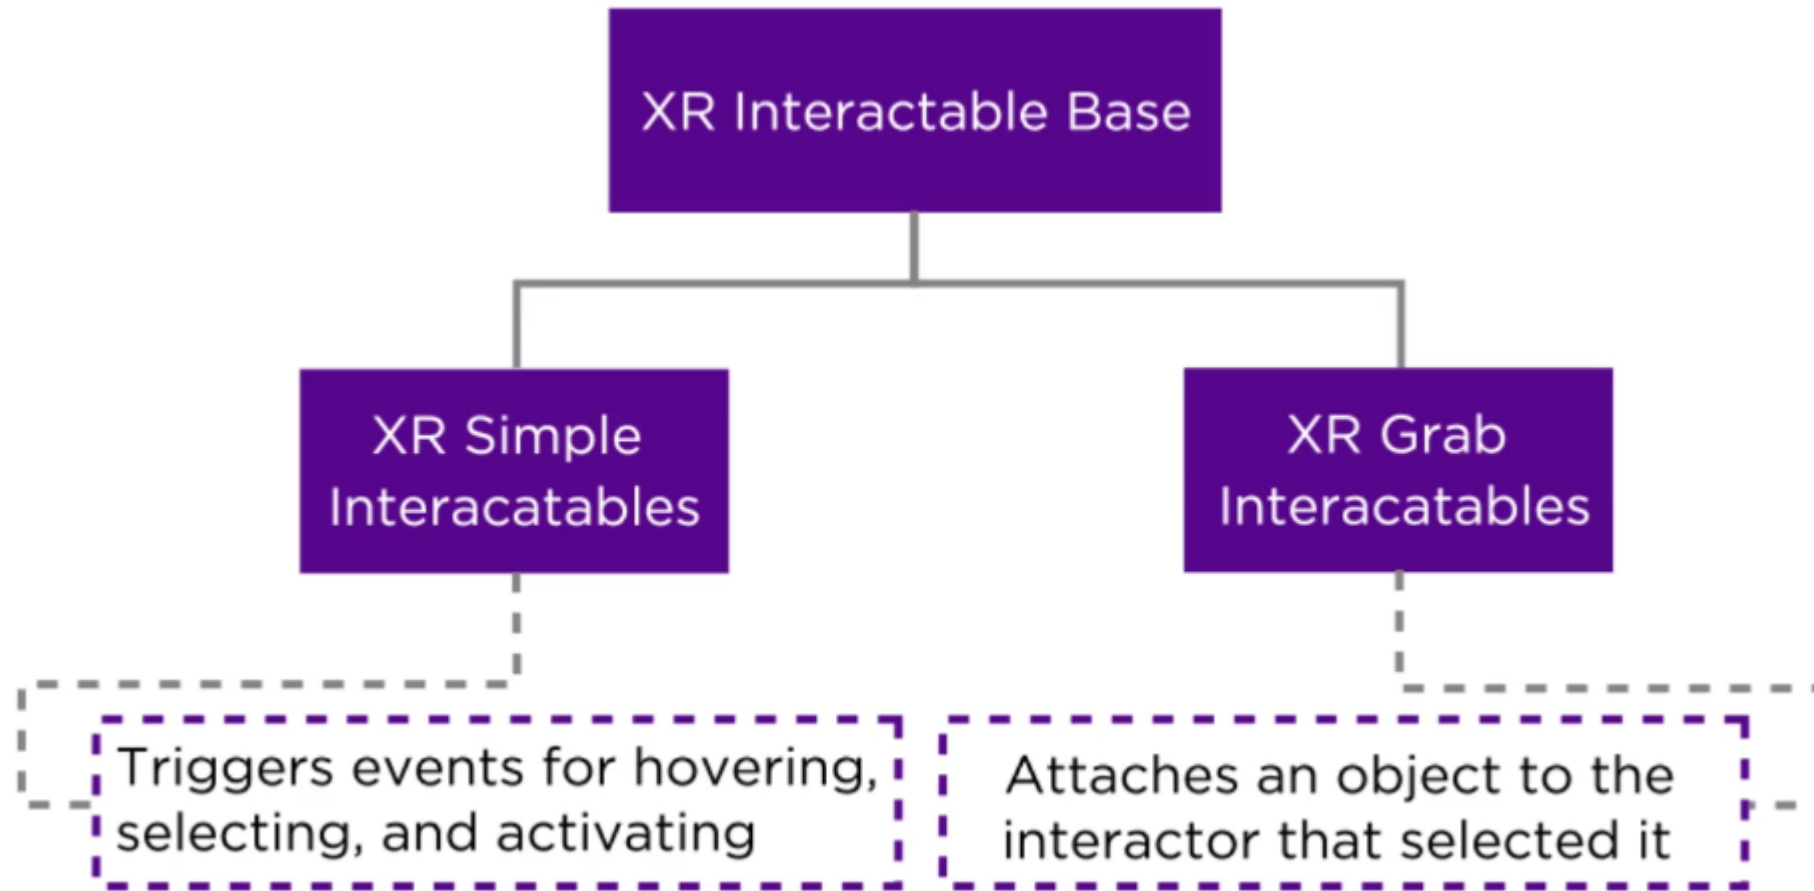 XR Interactable Base
XR Simple
Interacatables
XR Grab
Interacatables
Triggers events for hovering,
selecting, and activating
Attaches an object to the
interactor that selected it